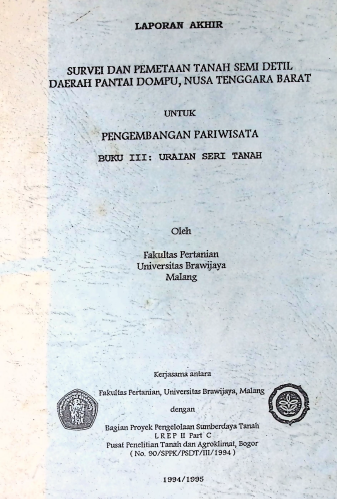 LAPORAN AKHIR
SURVEI DAN PEMETAAN TANAH SEMI DETIL
DAERAH PANTAI DOMPU, NUSA TENGGARA BARAT
UNTUK
PENGEMBANGAN PARIWISATA
BUKU III: URAIAN SERI TANAH
Oleh
Fakultas Pertanian
Universitas Brawijaya
Malang
Kerjasama antara
Fakultas Pertanian, Universitas Brawijaya, Malang
dengan
Bagian Proyek Pengelolaan Sumberdaya Tanah
LREP II Part C
Pusat Penelitian Tanah dan Agroklimat, Bogor
( No. 90/SPPK/PSDT/III/1994 )
1994/1995